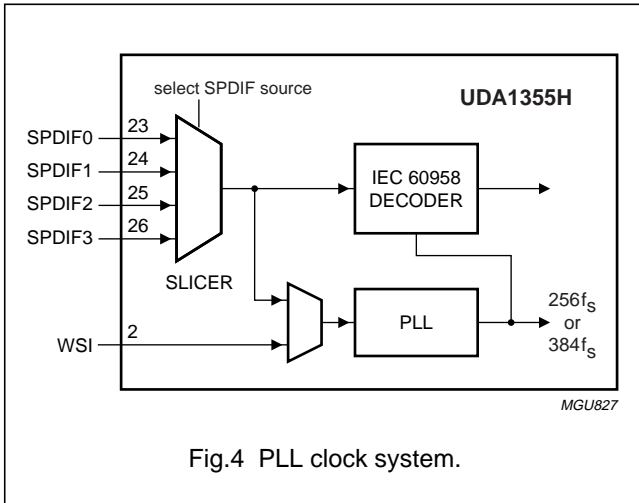 select SPDIF source
UDA1355H
SPDIF0 23
SPDIF1 24
SPDIF2 25
SPDIF3 26
SLICER
IEC 60958
DECODER
PLL
256fs
or
384fs
WSI 2
MGU827
Fig.4 PLL clock system.